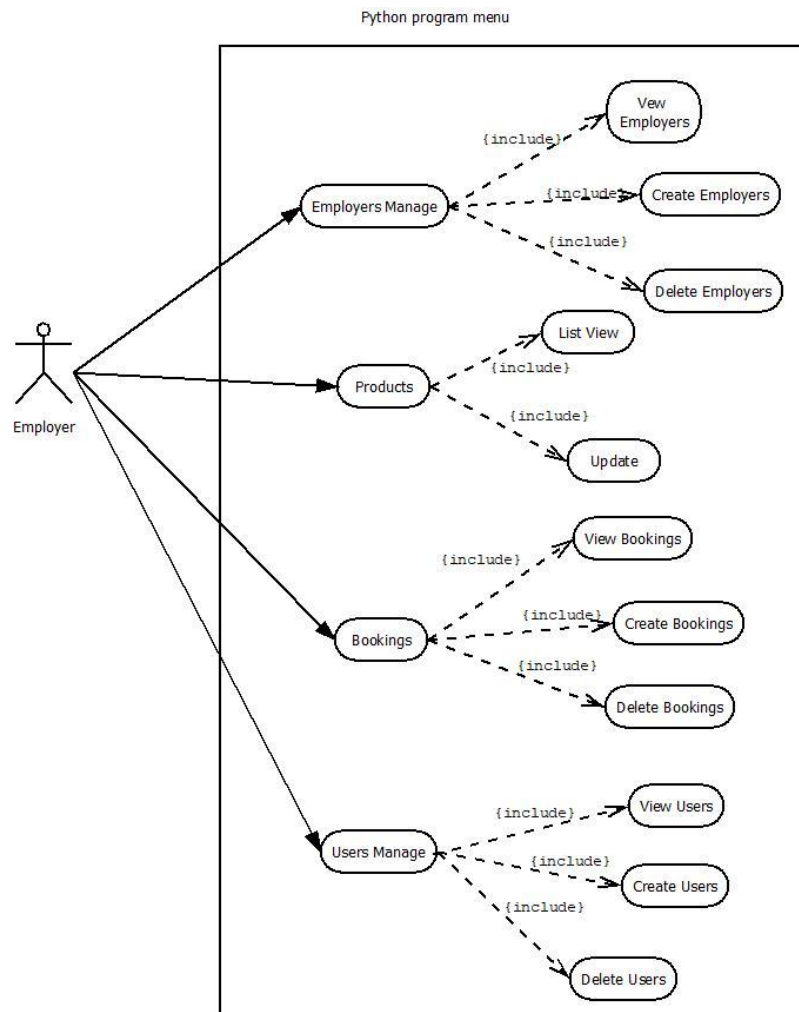 Python program menu
Vew
Employers
{include}
Employers Manage
{include}
Create Employers
{include}
Delete Employers
List View
{include}
Products
{include}
Update
Employer
View Bookings
{include}
{include}
Create Bookings
Bookings
{include}
Delete Bookings
View Users
{include}
Users Manage
{include}
Create Users
{include}
Delete Users